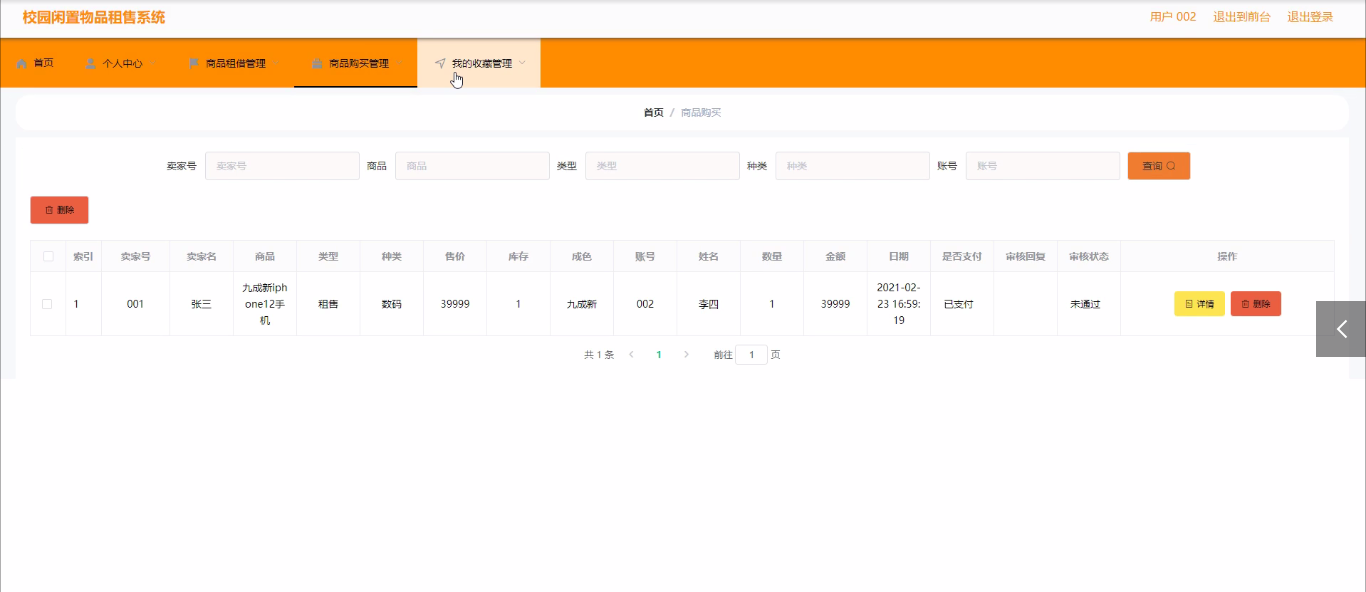 校园闲置物品租售系统
用户 002 退出到前台 退出登录
首页 个人中心 商品租借管理 商品购买管理 我的收藏管理
首页 / 商品购买
卖家号 卖家号 商品 商品 类型 类型 种类 种类 账号 账号 查询
删除
索引 卖家号 卖家名 商品 类型 种类 售价 库存 成色 账号 姓名 数量 金额 日期 是否支付 审核回复 审核状态 操作
1 001 张三 九成新iph 租售 数码 39999 1 九成新 002 李四 1 39999 2021-02- 已支付 未通过 详情 删除
one12手 23 16:59:
机 19
共 1 条 1 前往 1 页